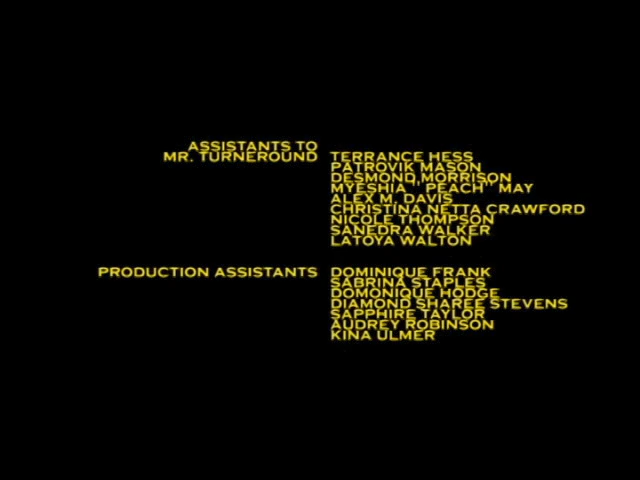 ASSISTANTS TO
MR. TURNEROUND TERRANCE HESS
PATROVIK MASON
DESMOND MORRISON
MYESHIA "PEACH" MAY
ALEX M. DAVIS
CHRISTINA NETTA CRAWFORD
NICOLE THOMPSON
SANEDRA WALKER
LATOYA WALTON
PRODUCTION ASSISTANTS DOMINIQUE FRANK
SABRINA STAPLES
DOMONIQUE HODGE
DIAMOND SHAREE STEVENS
SAPPHIRE TAYLOR
AUDREY ROBINSON
KINA ULMER